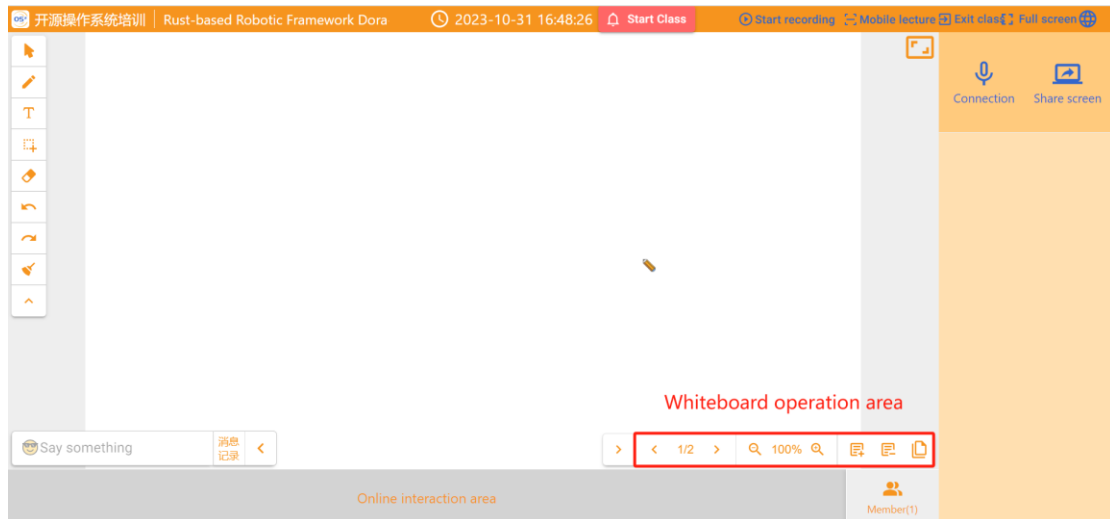 os² 开源操作系统培训 Rust-based Robotic Framework Dora 2023-10-31 16:48:26 Start Class Start recording Mobile lecture Exit clas Full screen
T
Connection Share screen
Whiteboard operation area
Say something
消息
记录
1/2 100%
Online interaction area
Member(1)